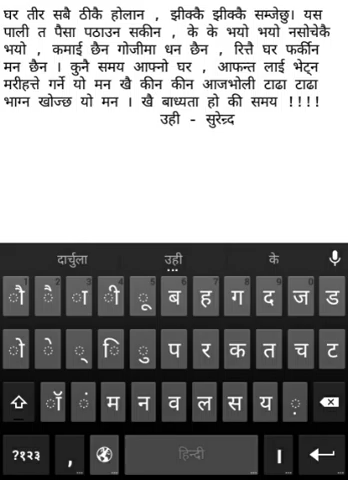 घर तीर सबै ठीकै होलान , झीक्कै झीक्कै सम्जेछु। यस
पाली त पैसा पठाउन सकीन , के के भयो भयो नसोचेकै
भयो , कमाई छैन गोजीमा धन छैन , रित्तै घर फर्कीन
मन छैन । कुनै समय आफ्नो घर , आफन्त लाई भेट्न
मरीहत्ते गर्ने यो मन खै कीन कीन आजभोली टाढा टाढा
भाग्न खोज्छ यो मन । खै बाध्यता हो की समय !!!!
उही - सुरेन्द्र
दार्चुला उही के
ौ ै ा ी ू ब ह ग द ज ड
ो े ् ि ु प र क त च ट
ॉ ं म न व ल स य ़
?१२३ , हिन्दी ।